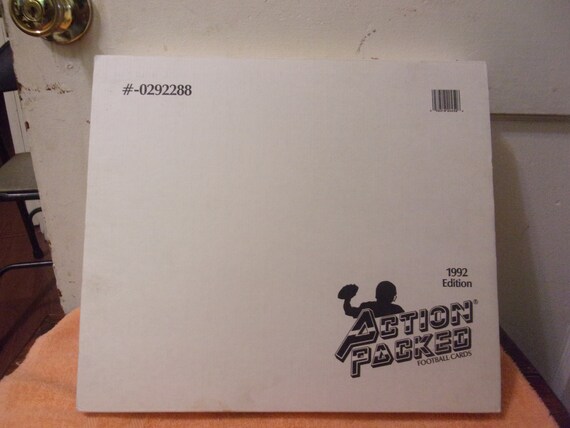 #-0292288
1992
Edition
ACTION®
PACKED
FOOTBALL CARDS